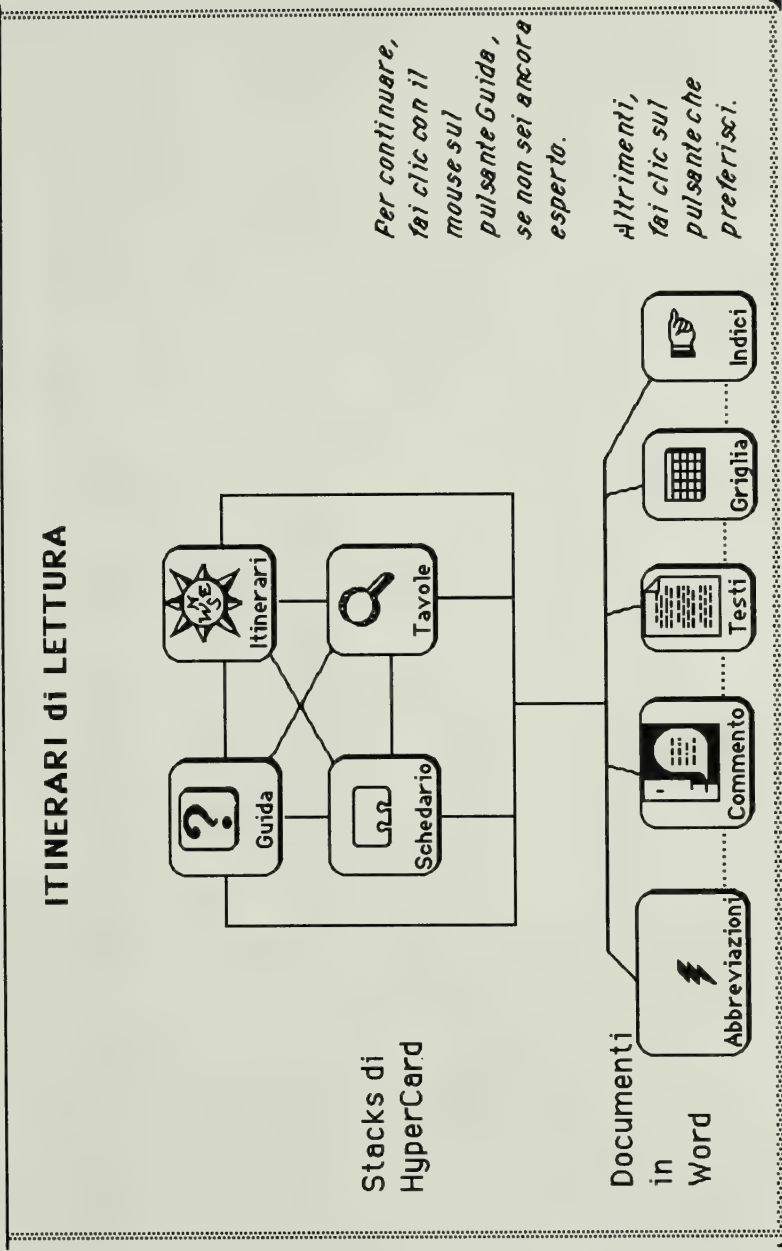 ITINERARI di LETTURA
Stacks di
HyperCard
?
Guida
N
W E
S
Itinerari
Schedario
Tavole
Per continuare,
fai clic con il
mouse sul
pulsante Guida,
se non sei ancora
esperto.
Altrimenti,
fai clic sul
pulsante che
preferisci.
Documenti
in
Word
Abbreviazioni
Commento
Testi
Griglia
Indici